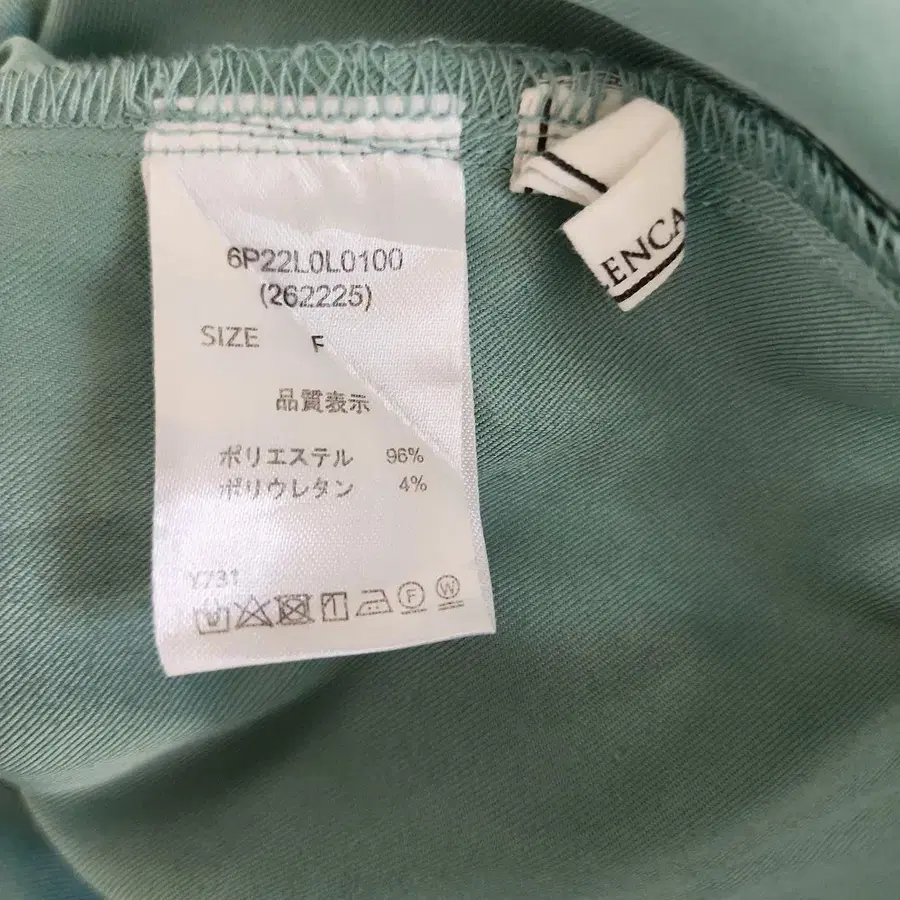 6P22L0L0100
(262225)
SIZE F
品質表示
ポリエステル 96%
ポリウレタン 4%
Y731
F W
LENCA